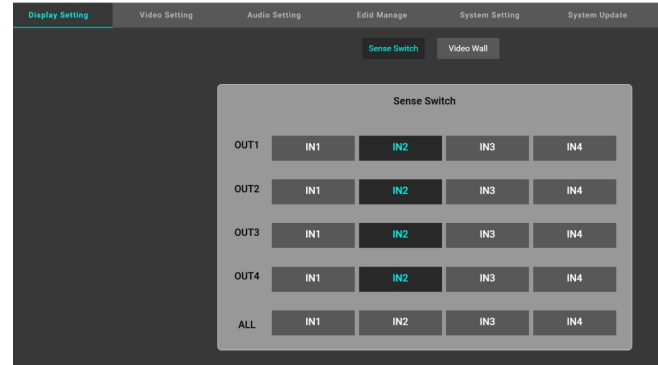 Display Setting Video Setting Audio Setting Edid Manage System Setting System Update
Sense Switch Video Wall
Sense Switch
OUT1 IN1 IN2 IN3 IN4
OUT2 IN1 IN2 IN3 IN4
OUT3 IN1 IN2 IN3 IN4
OUT4 IN1 IN2 IN3 IN4
ALL IN1 IN2 IN3 IN4